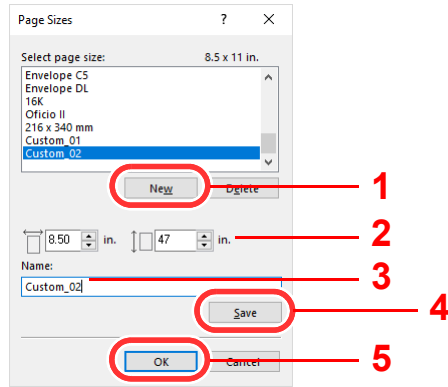 Page Sizes ? ×
Select page size: 8.5 x 11 in.
Envelope C5
Envelope DL
16K
Oficio II
216 x 340 mm
Custom_01
Custom_02
New Delete 1
8.50 in. 47 in. 2
Name: 3
Custom_02
Save 4
OK Cancel 5